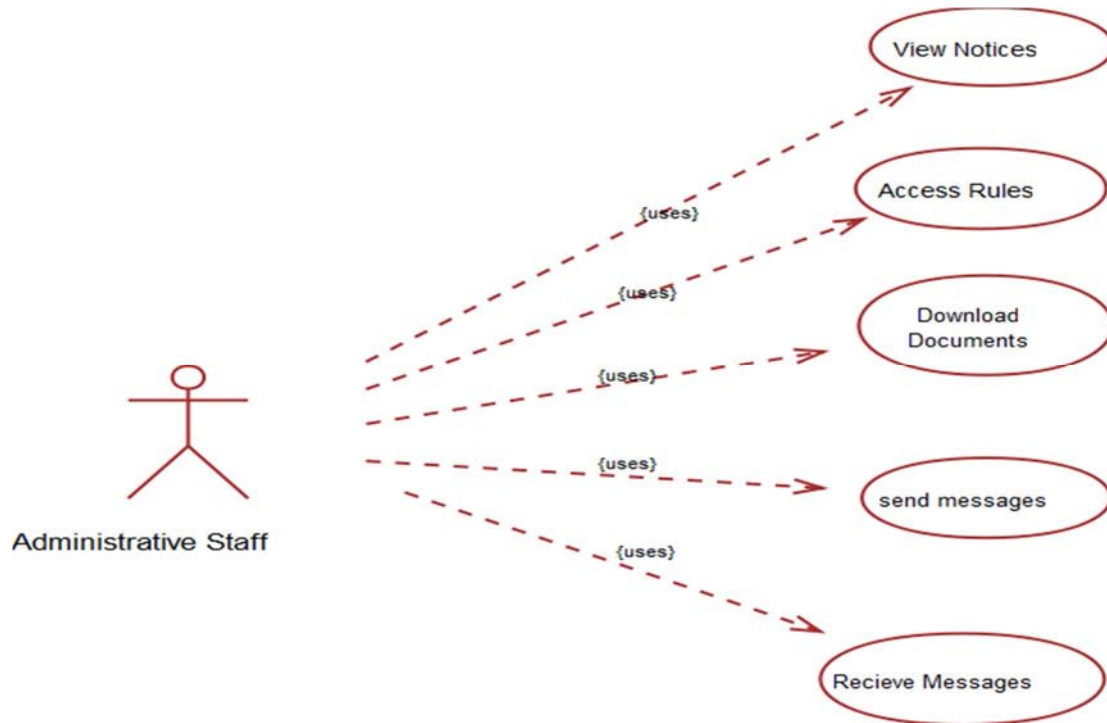 View Notices
{uses}
Access Rules
{uses}
Download
Documents
{uses}
{uses}
send messages
Administrative Staff
{uses}
Recieve Messages